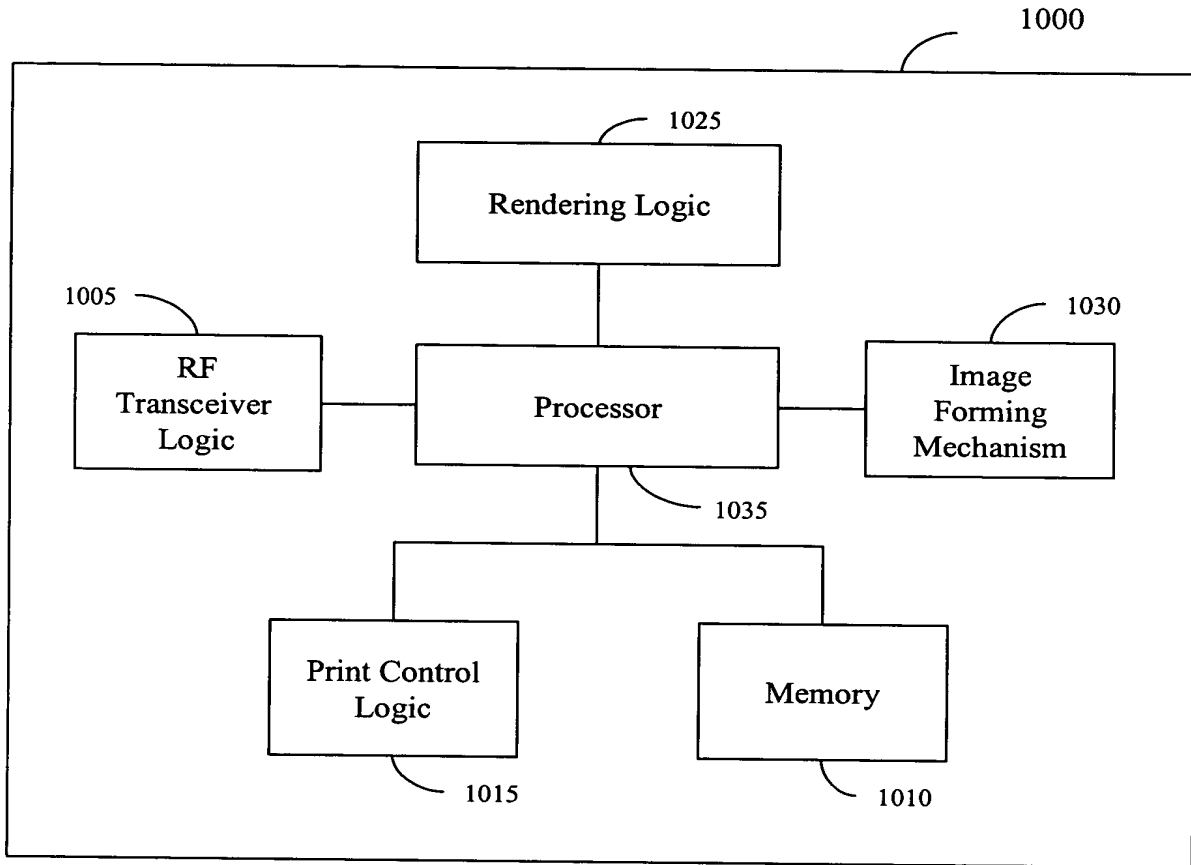 1000
1025
Rendering Logic
1005
1030
RF
Transceiver
Logic
Processor
Image
Forming
Mechanism
1035
Print Control
Logic
Memory
1015
1010